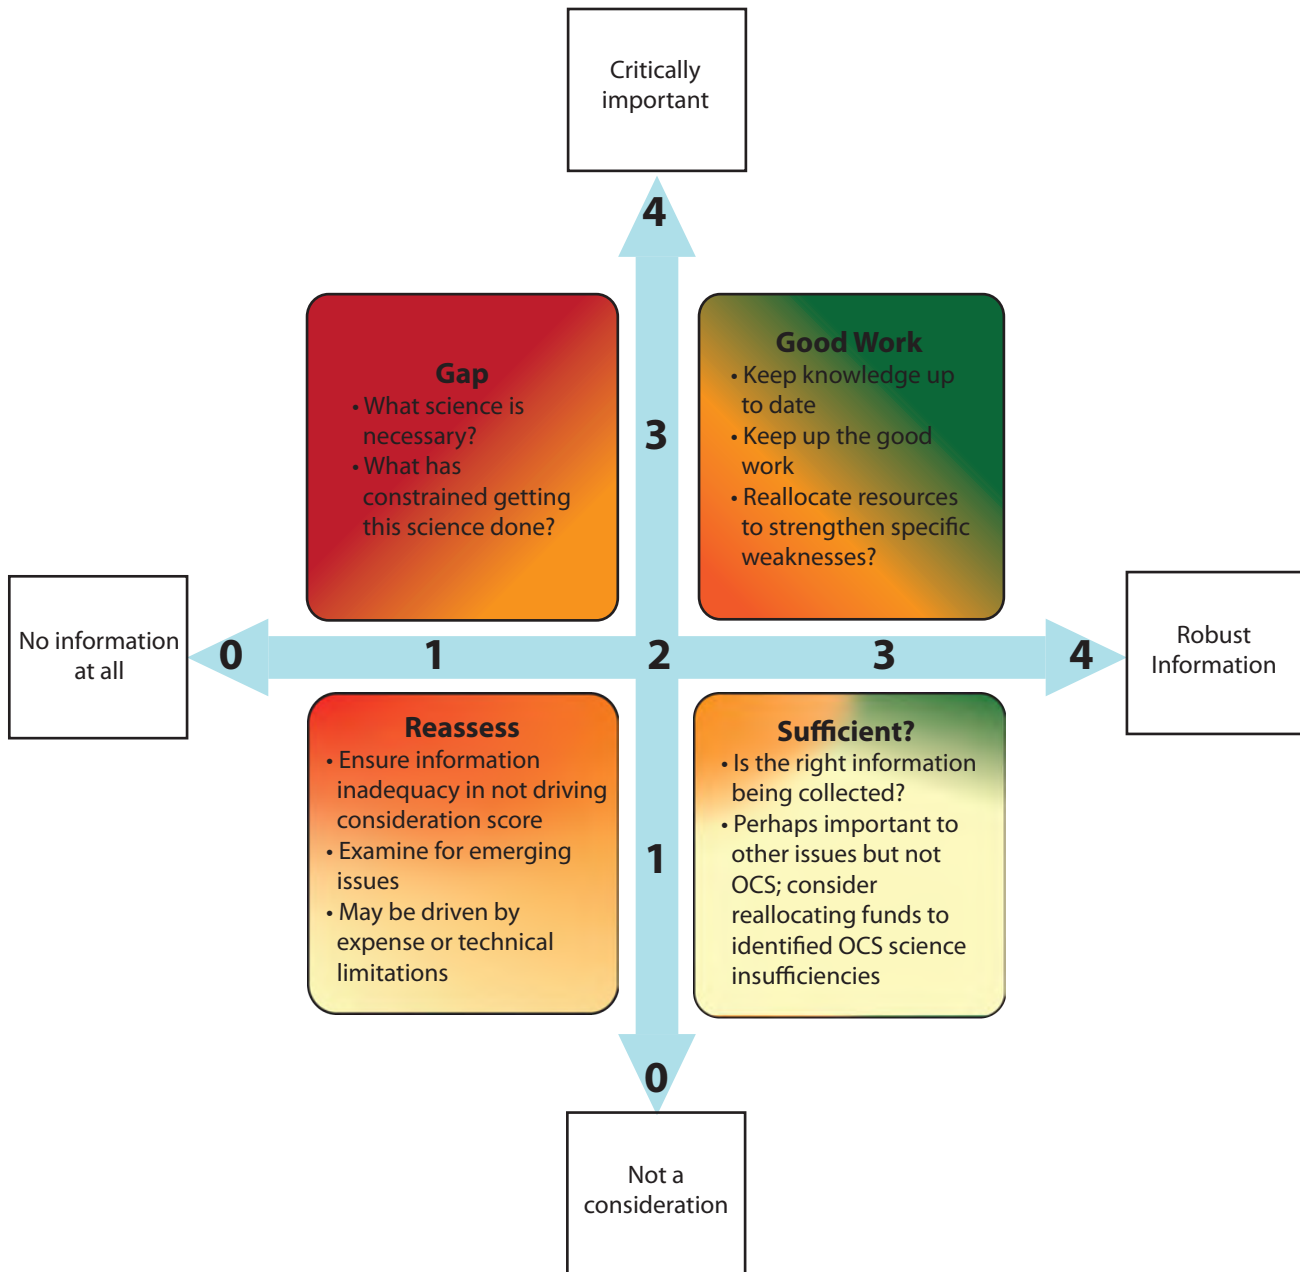 Critically
important
4
Gap
• What science is
necessary?
• What has
constrained getting
this science done?
3
Good Work
• Keep knowledge up
to date
• Keep up the good
work
• Reallocate resources
to strengthen specific
weaknesses?
No information
at all
0
1
2
3
4
Robust
Information
Reassess
• Ensure information
inadequacy in not driving
consideration score
• Examine for emerging
issues
• May be driven by
expense or technical
limitations
1
Sufficient?
• Is the right information
being collected?
• Perhaps important to
other issues but not
OCS; consider
reallocating funds to
identified OCS science
insufficiencies
0
Not a
consideration